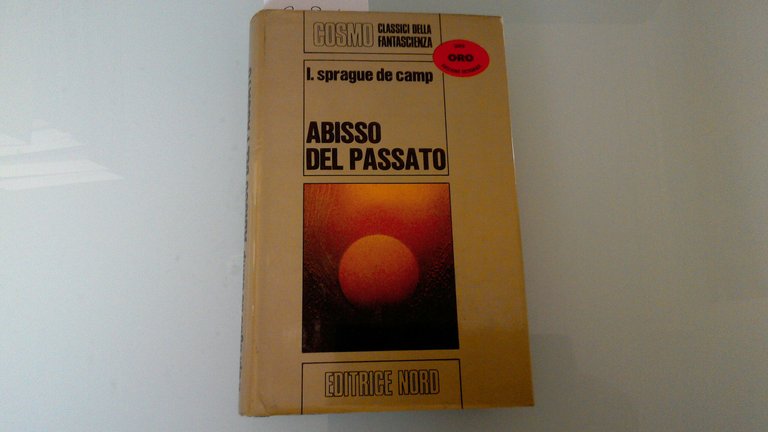 COSMO CLASSICI DELLA
FANTASCIENZA
ORO
l. sprague de camp
ABISSO
DEL PASSATO
EDITRICE NORD